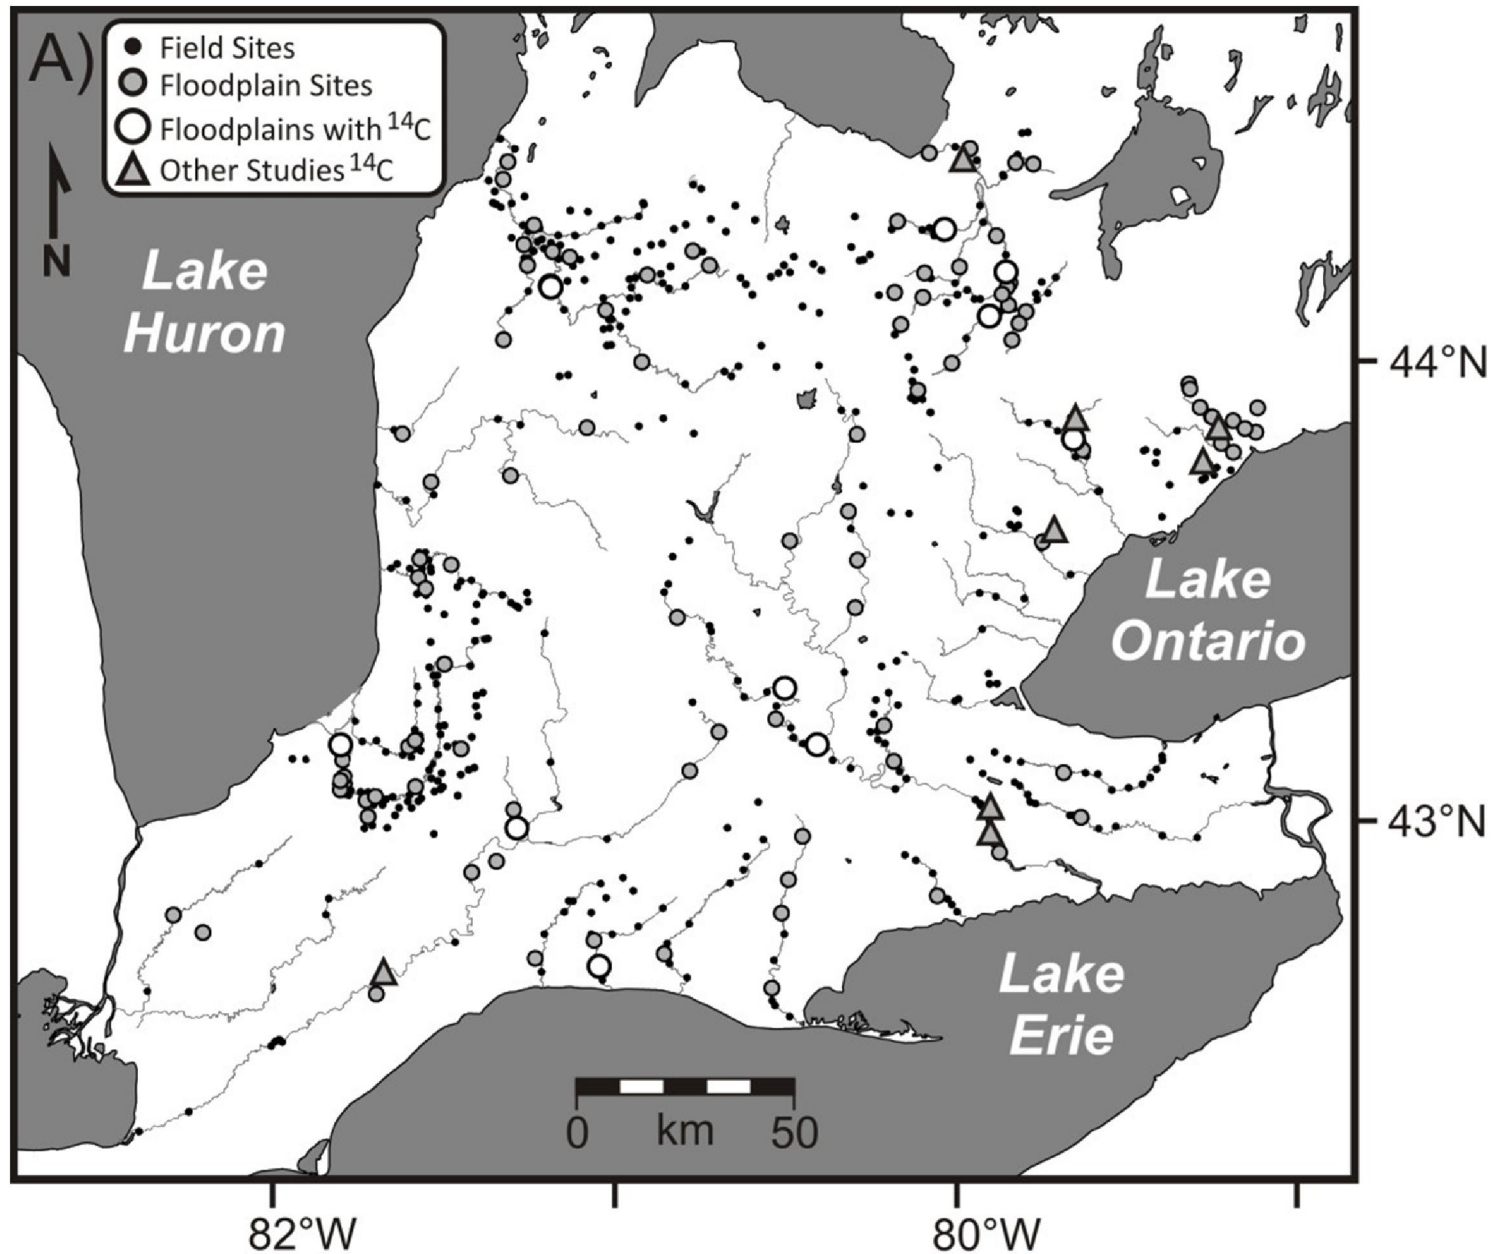 A)
Field Sites
Floodplain Sites
Floodplains with ¹⁴C
Other Studies ¹⁴C
N
Lake
Huron
44°N
Lake
Ontario
43°N
Lake
Erie
0 km 50
82°W 80°W